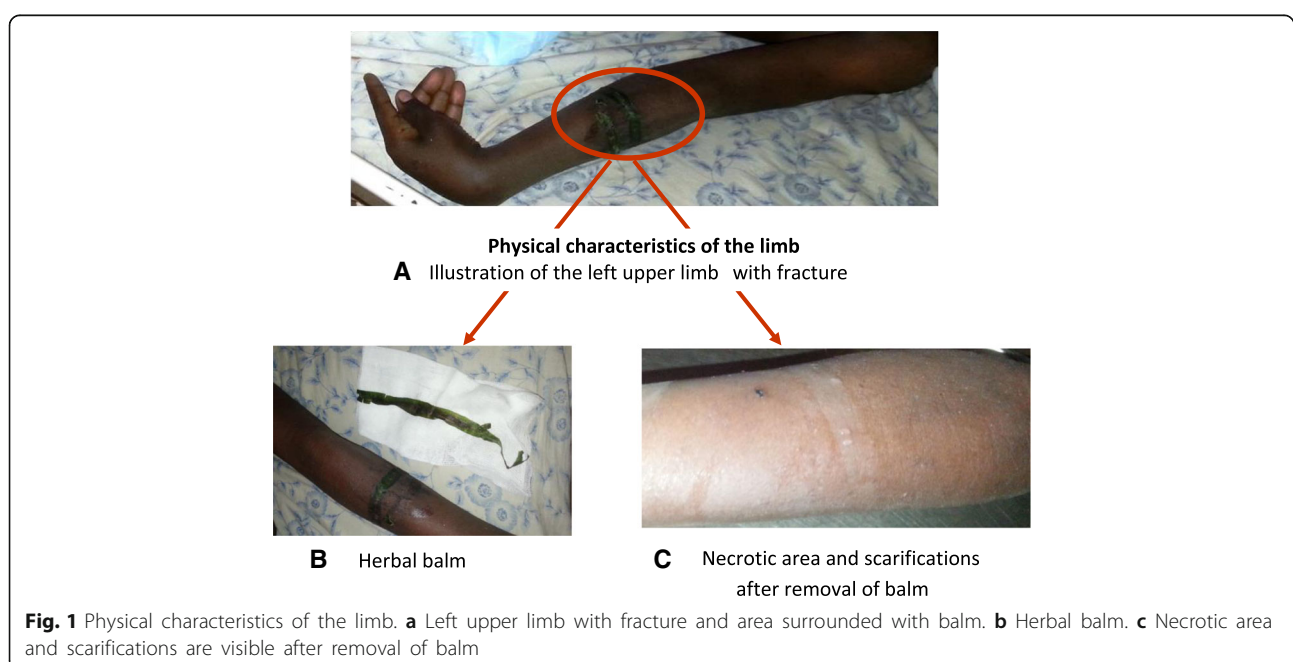 Physical characteristics of the limb
A Illustration of the left upper limb with fracture
B Herbal balm
C Necrotic area and scarifications
after removal of balm
Fig. 1 Physical characteristics of the limb. a Left upper limb with fracture and area surrounded with balm. b Herbal balm. c Necrotic area
and scarifications are visible after removal of balm